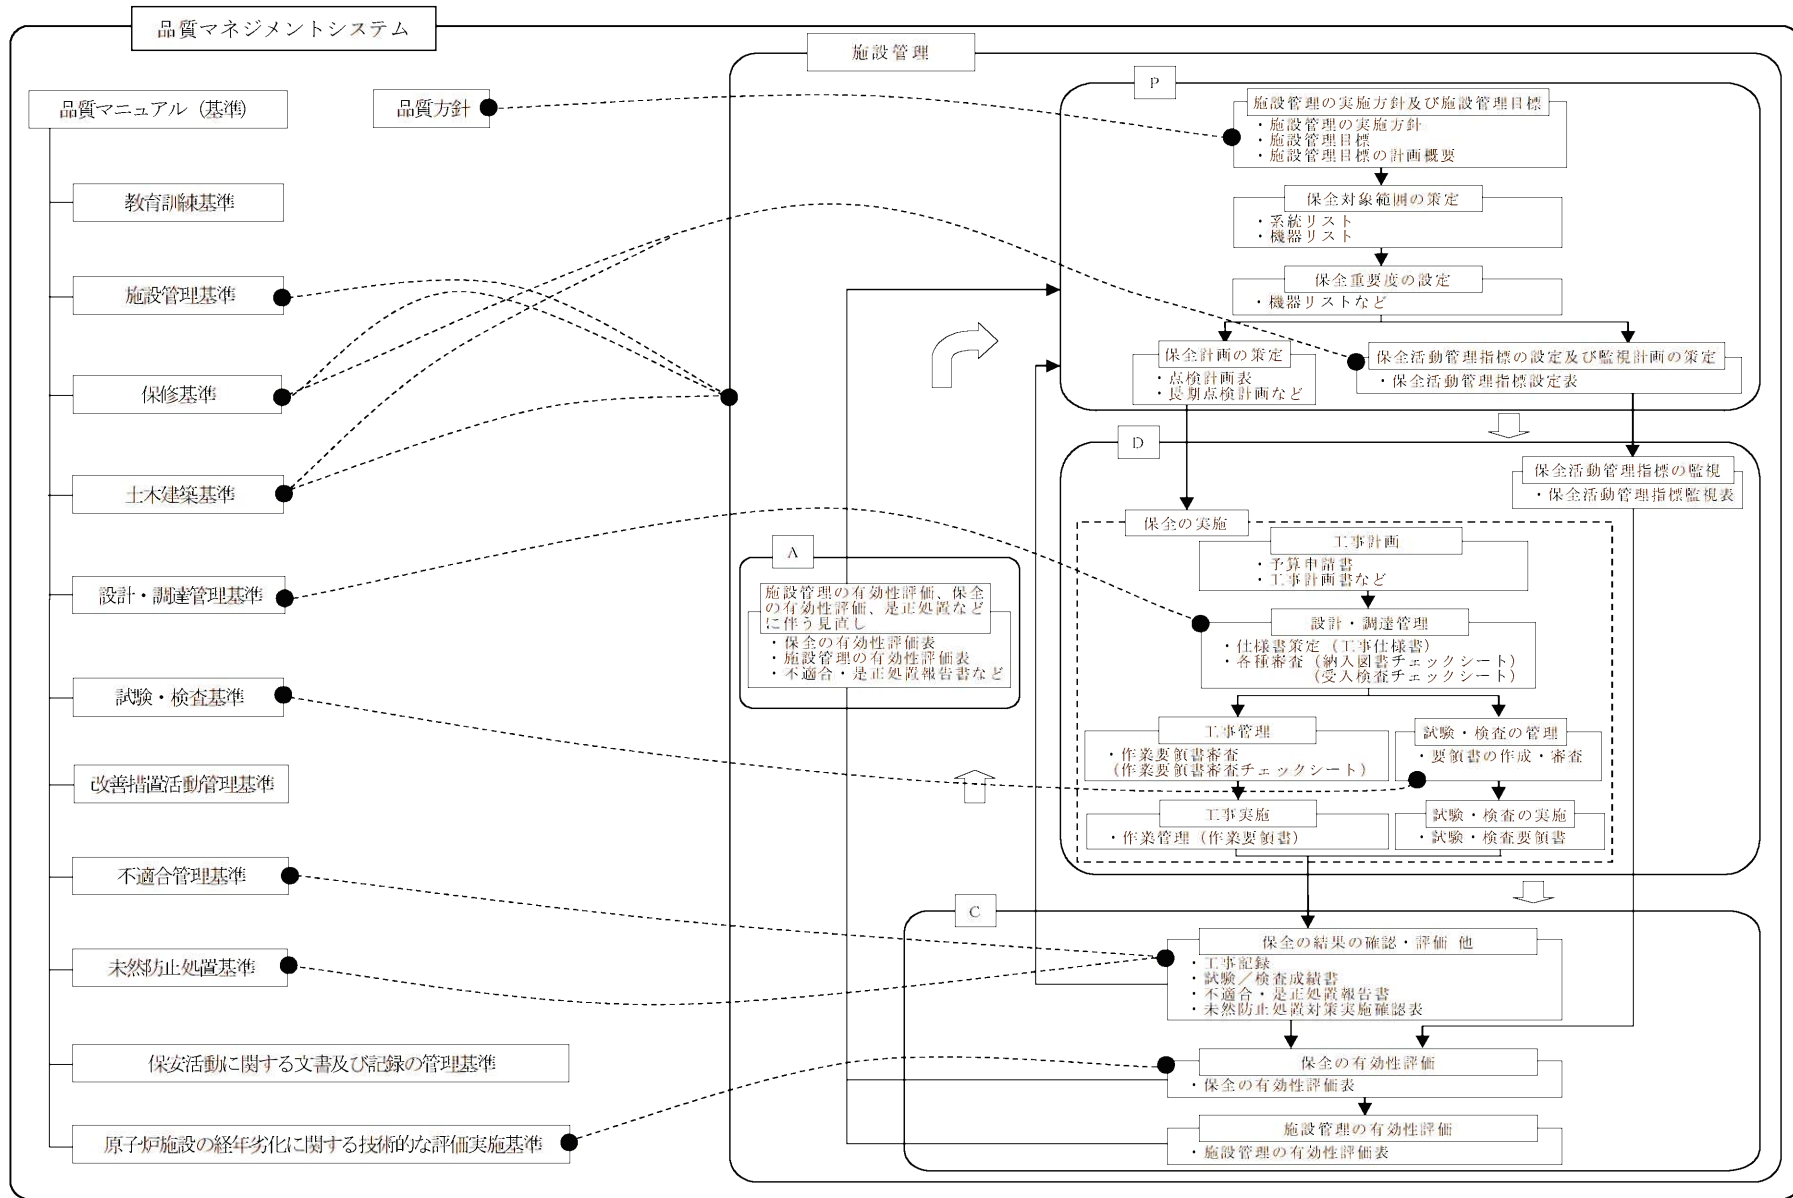 品質マネジメントシステム
品質マニュアル（基準）
品質方針
教育訓練基準
施設管理基準
保修基準
土木建築基準
設計・調達管理基準
試験・検査基準
改善措置活動管理基準
不適合管理基準
未然防止処置基準
保安活動に関する文書及び記録の管理基準
原子炉施設の経年劣化に関する技術的な評価実施基準
施設管理
P
施設管理の実施方針及び施設管理目標
・施設管理の実施方針
・施設管理目標
・施設管理目標の計画概要
保全対象範囲の策定
・系統リスト
・機器リスト
保全重要度の設定
・機器リストなど
保全計画の策定
・点検計画表
・長期点検計画など
保全活動管理指標の設定及び監視計画の策定
・保全活動管理指標設定表
D
保全活動管理指標の監視
・保全活動管理指標監視表
保全の実施
工事計画
・予算申請書
・工事計画書など
設計・調達管理
・仕様書策定（工事仕様書）
・各種審査（納入図書チェックシート）
（受入検査チェックシート）
工事管理
・作業要領書審査
（作業要領書審査チェックシート）
試験・検査の管理
・要領書の作成・審査
工事実施
・作業管理（作業要領書）
試験・検査の実施
・試験・検査要領書
A
施設管理の有効性評価、保全
の有効性評価、是正処置など
に伴う見直し
・保全の有効性評価表
・施設管理の有効性評価表
・不適合・是正処置報告書など
C
保全の結果の確認・評価 他
・工事記録
・試験／検査成績書
・不適合・是正処置報告書
・未然防止処置対策実施確認表
保全の有効性評価
・保全の有効性評価表
施設管理の有効性評価
・施設管理の有効性評価表